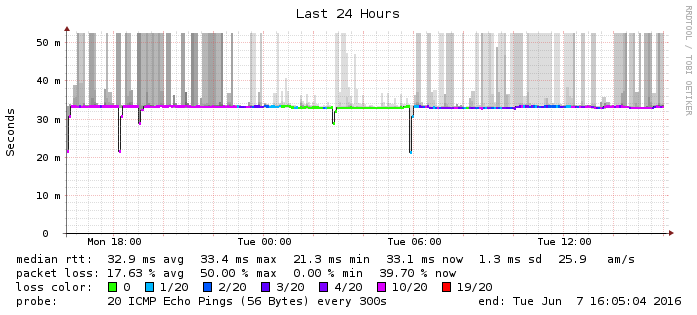 Last 24 Hours
RRDTOOL / TOBI OETIKER
Seconds
50 m
40 m
30 m
20 m
10 m
0
Mon 18:00 Tue 00:00 Tue 06:00 Tue 12:00
median rtt: 32.9 ms avg 33.4 ms max 21.3 ms min 33.1 ms now 1.3 ms sd 25.9 am/s
packet loss: 17.63 % avg 50.00 % max 0.00 % min 39.70 % now
loss color: 0 1/20 2/20 3/20 4/20 10/20 19/20
probe: 20 ICMP Echo Pings (56 Bytes) every 300s end: Tue Jun 7 16:05:04 2016